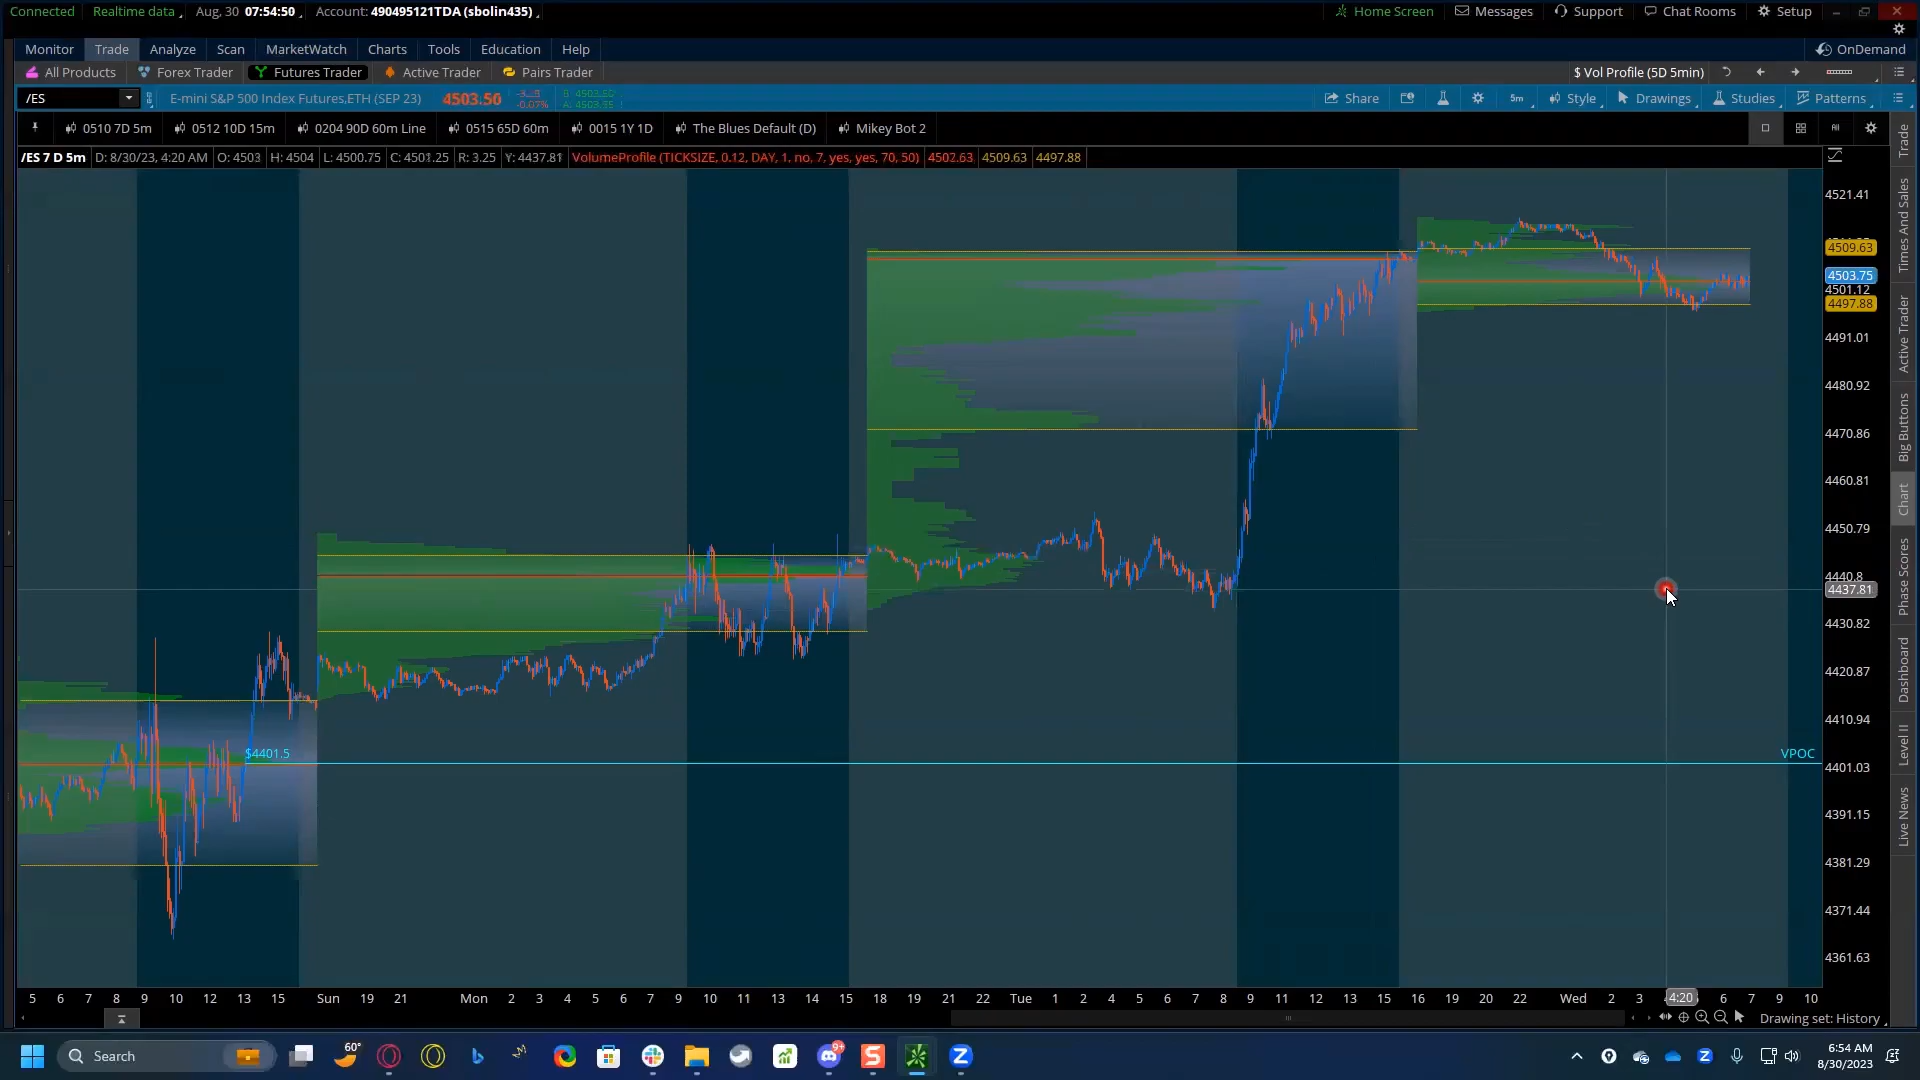 Connected Realtime data Aug, 30 07:54:50 Account: 490495121TDA (sbolin435) Home Screen Messages Support Chat Rooms Setup
Monitor Trade Analyze Scan MarketWatch Charts Tools Education Help OnDemand
All Products Forex Trader Futures Trader Active Trader Pairs Trader $ Vol Profile (5D 5min)
/ES E-mini S&P 500 Index Futures,ETH (SEP 23) 4503.50 -0.07% Share 5m Style Drawings Studies Patterns
0510 7D 5m 0512 10D 15m 0204 90D 60m Line 0515 65D 60m 0015 1Y 1D The Blues Default (D) Mikey Bot 2
/ES 7 D 5m D: 8/30/23, 4:20 AM O: 4503 H: 4504 L: 4500.75 C: 4501.25 R: 3.25 Y: 4437.81 VolumeProfile (TICKSIZE, 0.12, DAY, 1, no, 7, yes, yes, 70, 50) 4502.63 4509.63 4497.88
4521.41
4509.63
4503.75
4501.12
4497.88
4491.01
4480.92
4470.86
4460.81
4450.79
4440.8
4437.81
4430.82
4420.87
4410.94
$4401.5 VPOC
4401.03
4391.15
4381.29
4371.44
4361.63
Trade
Times And Sales
Active Trader
Big Buttons
Chart
Phase Scores
Dashboard
Level II
Live News
5 6 7 8 9 10 12 13 15 Sun 19 21 Mon 2 3 4 5 6 7 8 9 10 12 13 15 18 19 21 22 Tue 1 2 4 5 6 7 8 9 11 12 13 15 16 19 20 22 Wed 2 3 4:20 6 7 9 10
Drawing set: History
Search 60° 9+ 6:54 AM
8/30/2023